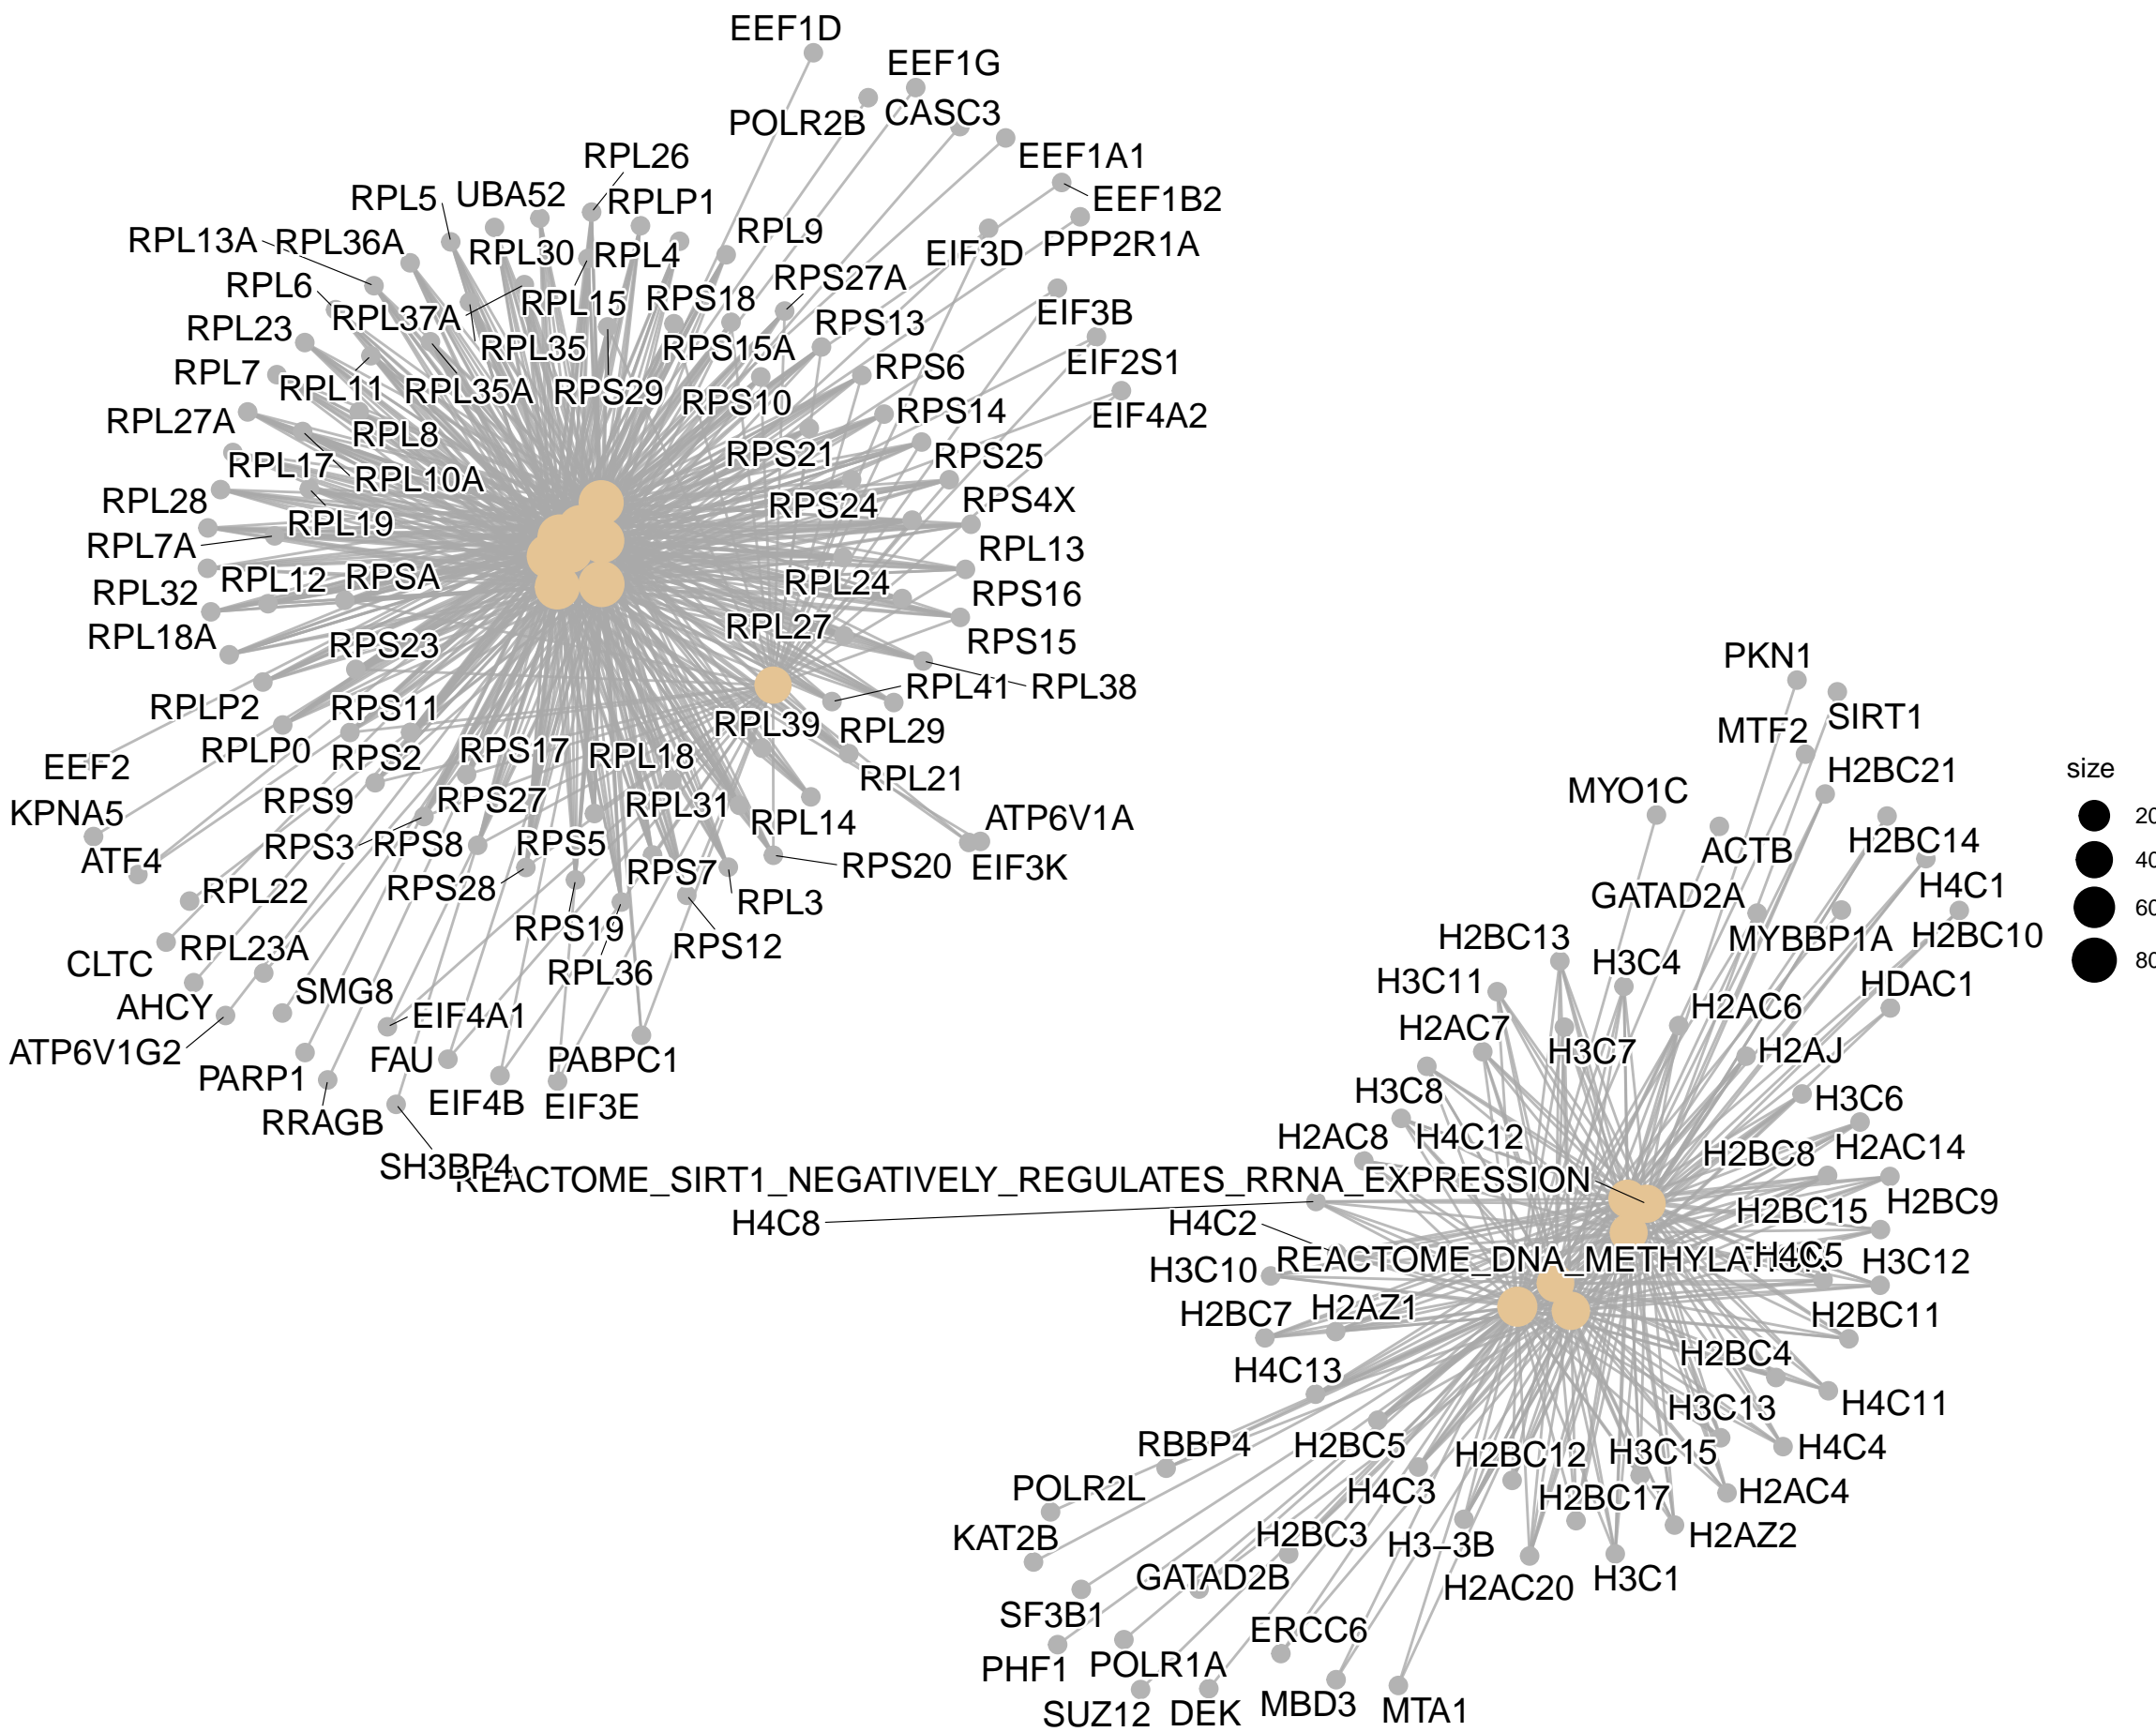 EEF1D
EEF1G
POLR2B
CASC3
RPL26
EEF1A1
RPL5
UBA52
RPLP1
EEF1B2
RPL13A
RPL36A
RPL30
RPL4
RPL9
EIF3D
PPP2R1A
RPL6
RPL37A
RPL15
RPS18
RPS27A
EIF3B
RPL23
RPL35
RPS15A
RPS13
EIF2S1
RPL7
RPL11
RPL35A
RPS29
RPS10
RPS6
RPS14
EIF4A2
RPL27A
RPL8
RPS21
RPS25
RPL17
RPL10A
RPL28
RPL19
RPS24
RPS4X
RPL7A
RPL13
RPL32
RPL12
RPSA
RPL24
RPS16
RPL18A
RPS23
RPL27
RPS15
RPL41
RPL38
RPLP2
RPS11
RPL39
RPL29
RPLP0
RPS2
RPS17
RPL18
RPL21
EEF2
RPS9
RPS27
RPL31
RPL14
ATP6V1A
KPNA5
RPS3
RPS8
RPS5
RPS7
RPS20
EIF3K
ATF4
RPL22
RPS28
RPL3
RPS19
RPS12
CLTC
RPL23A
RPL36
AHCY
SMG8
EIF4A1
ATP6V1G2
PARP1
FAU
PABPC1
RRAGB
EIF4B
EIF3E
SH3BP4
PKN1
SIRT1
MTF2
H2BC21
MYO1C
ACTB
H2BC14
GATAD2A
H4C1
MYBBP1A
H2BC10
H2BC13
H3C4
H3C11
HDAC1
H2AC7
H2AC6
H3C7
H2AJ
H3C8
H3C6
H2AC8
H4C12
H2BC8
H2AC14
REACTOME_SIRT1_NEGATIVELY_REGULATES_RRNA_EXPRESSION
H4C8
H4C2
H2BC15
H2BC9
REACTOME_DNA_METHYLATION
H4C5
H3C12
H3C10
H2BC7
H2AZ1
H2BC11
H4C13
H2BC4
H3C13
H4C11
RBBP4
H2BC5
H2BC12
H3C15
H4C4
POLR2L
H4C3
H2BC17
H2AC4
KAT2B
H2BC3
H3−3B
H2AZ2
GATAD2B
H2AC20
H3C1
SF3B1
ERCC6
PHF1
POLR1A
SUZ12
DEK
MBD3
MTA1
size
20
40
60
80